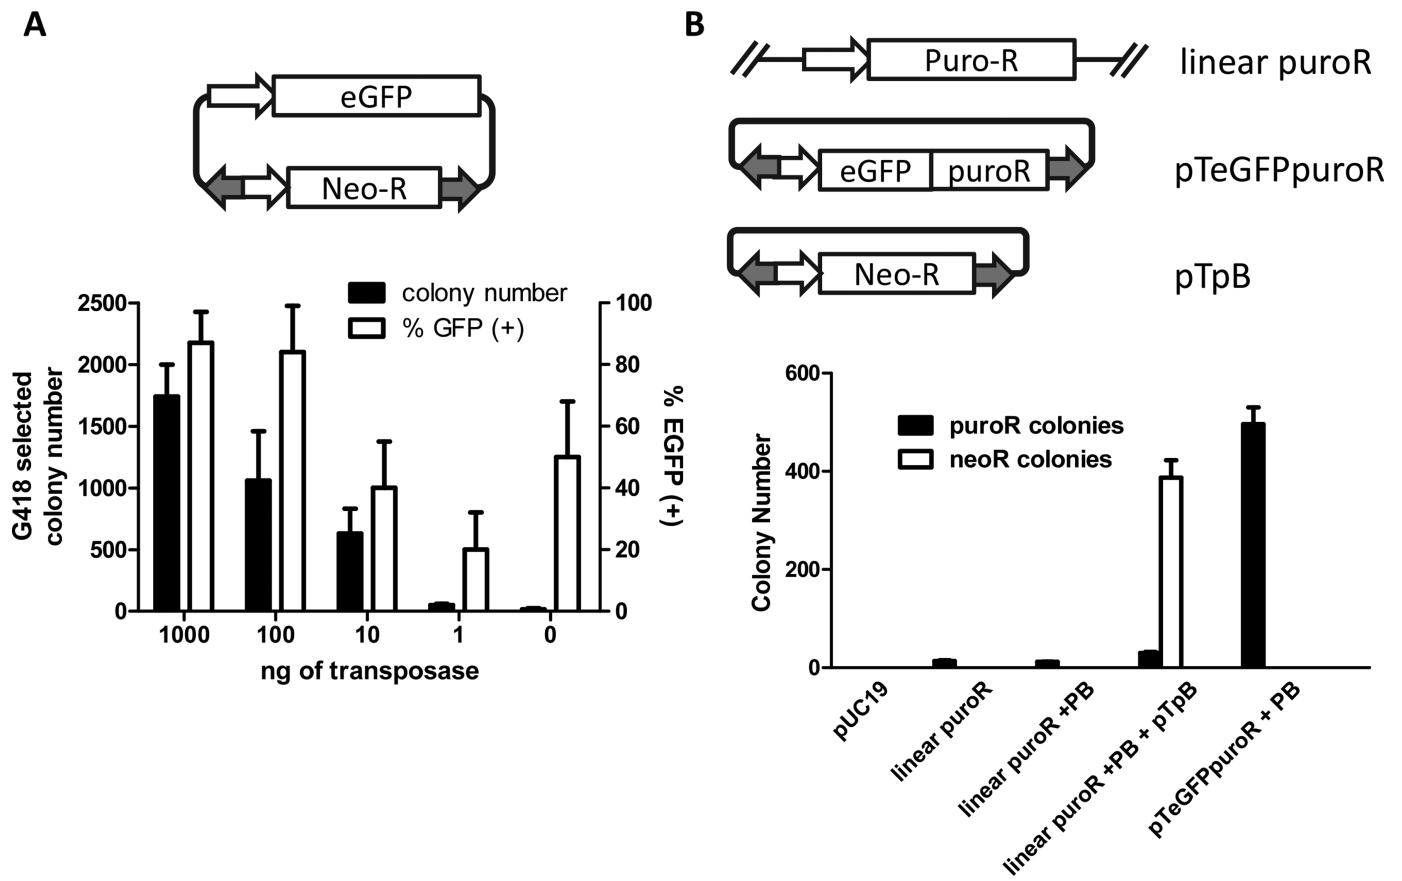 A
eGFP
Neo-R
colony number
% GFP (+)
G418 selected
colony number
2500
2000
1500
1000
500
0
100
80
60
40
20
0
% EGFP (+)
1000 100 10 1 0
ng of transposase
B
Puro-R
linear puroR
eGFP puroR
pTeGFPpuroR
Neo-R
pTpB
puroR colonies
neoR colonies
Colony Number
600
400
200
0
pUC19
linear puroR
linear puroR +PB
linear puroR +PB + pTpB
pTeGFPpuroR + PB